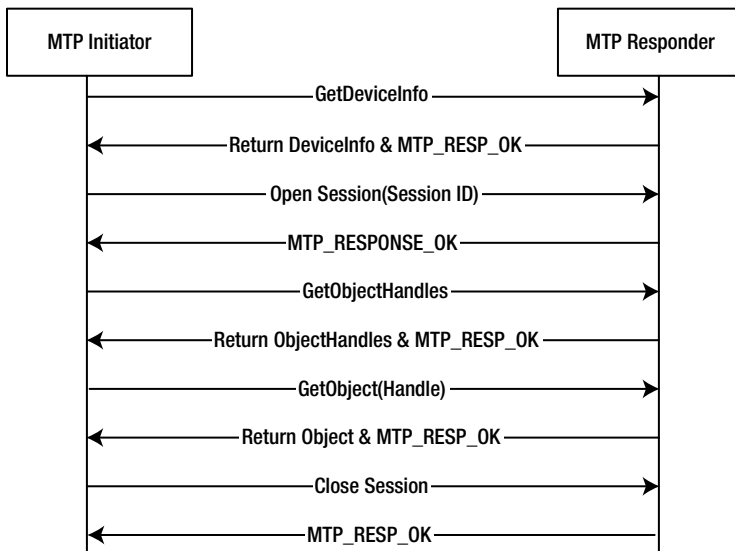 MTP Initiator
MTP Responder
GetDeviceInfo
Return DeviceInfo & MTP_RESP_OK
Open Session(Session ID)
MTP_RESPONSE_OK
GetObjectHandles
Return ObjectHandles & MTP_RESP_OK
GetObject(Handle)
Return Object & MTP_RESP_OK
Close Session
MTP_RESP_OK